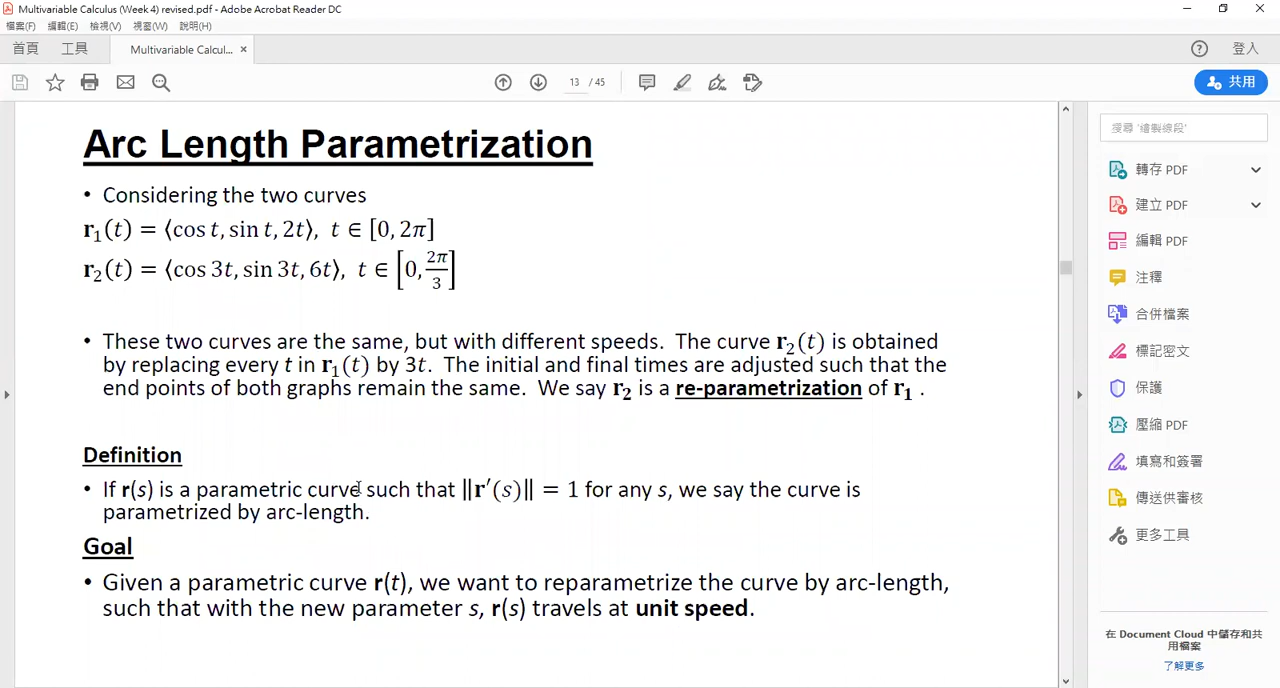 Multivariable Calculus (Week 4) revised.pdf - Adobe Acrobat Reader DC
檔案(F) 編輯(E) 檢視(V) 視窗(W) 說明(H)
首頁 工具 Multivariable Calcul... × 登入
13 / 45 共用
Arc Length Parametrization
• Considering the two curves
r₁(t) = ⟨cos t, sin t, 2t⟩, t ∈ [0, 2π]
r₂(t) = ⟨cos 3t, sin 3t, 6t⟩, t ∈ [0, 2π/3]
• These two curves are the same, but with different speeds. The curve r₂(t) is obtained
by replacing every t in r₁(t) by 3t. The initial and final times are adjusted such that the
end points of both graphs remain the same. We say r₂ is a re-parametrization of r₁ .
Definition
• If r(s) is a parametric curve such that ‖r′(s)‖ = 1 for any s, we say the curve is
parametrized by arc-length.
Goal
• Given a parametric curve r(t), we want to reparametrize the curve by arc-length,
such that with the new parameter s, r(s) travels at unit speed.
搜尋 '繪製線段'
轉存 PDF
建立 PDF
編輯 PDF
注釋
合併檔案
標記密文
保護
壓縮 PDF
填寫和簽署
傳送供審核
更多工具
在 Document Cloud 中儲存和共
用檔案
了解更多